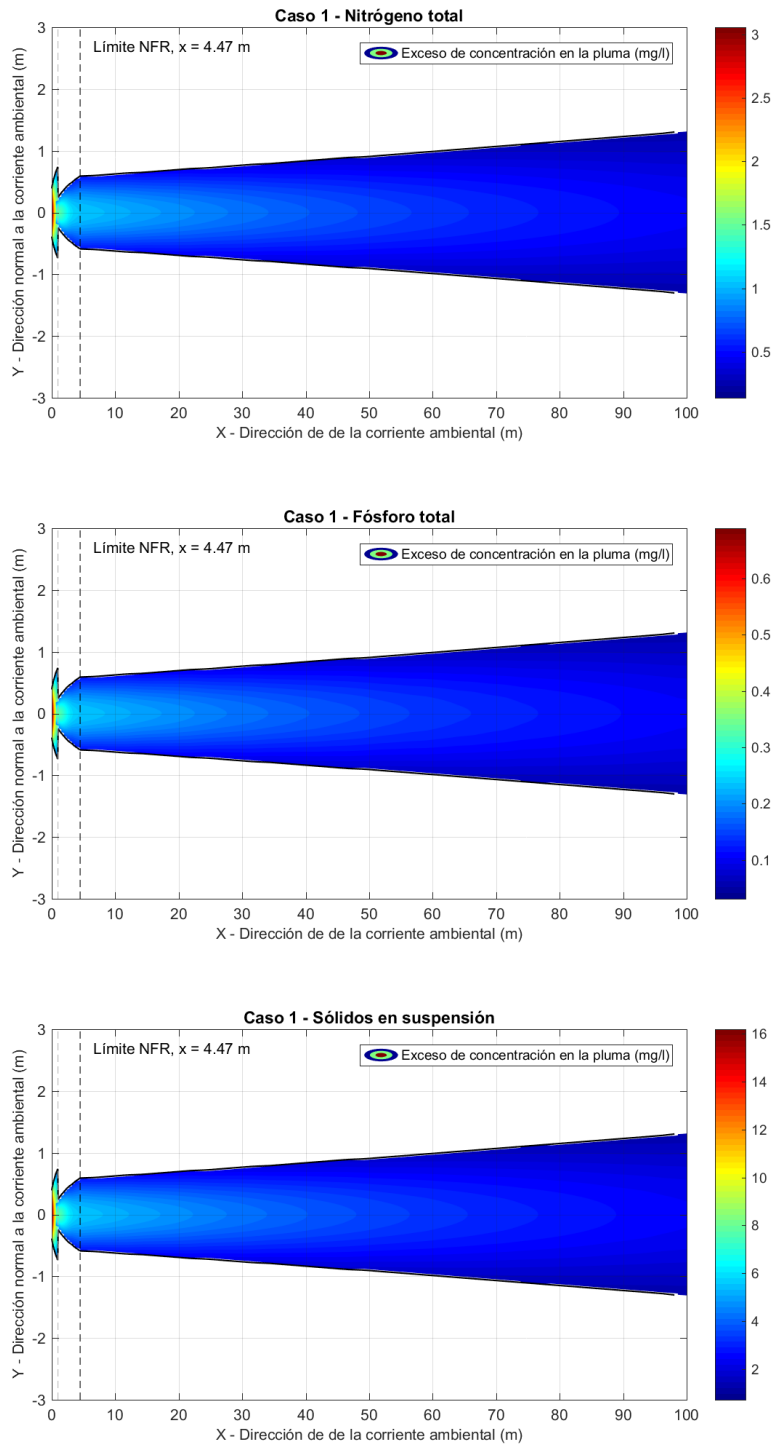 Caso 1 - Nitrógeno total
Límite NFR, x = 4.47 m
Exceso de concentración en la pluma (mg/l)
Y - Dirección normal a la corriente ambiental (m)
3
2
1
0
-1
-2
-3
0 10 20 30 40 50 60 70 80 90 100
X - Dirección de de la corriente ambiental (m)
3
2.5
2
1.5
1
0.5
Caso 1 - Fósforo total
Límite NFR, x = 4.47 m
Exceso de concentración en la pluma (mg/l)
Y - Dirección normal a la corriente ambiental (m)
3
2
1
0
-1
-2
-3
0 10 20 30 40 50 60 70 80 90 100
X - Dirección de de la corriente ambiental (m)
0.6
0.5
0.4
0.3
0.2
0.1
Caso 1 - Sólidos en suspensión
Límite NFR, x = 4.47 m
Exceso de concentración en la pluma (mg/l)
Y - Dirección normal a la corriente ambiental (m)
3
2
1
0
-1
-2
-3
0 10 20 30 40 50 60 70 80 90 100
X - Dirección de de la corriente ambiental (m)
16
14
12
10
8
6
4
2